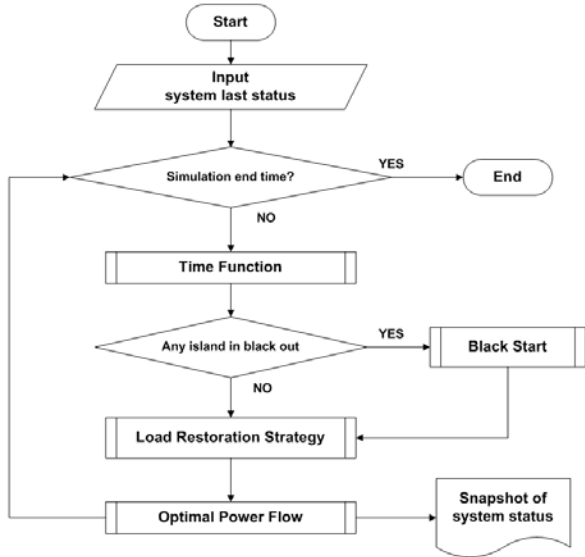 Start
Input
system last status
Simulation end time?
YES
End
NO
Time Function
Any island in black out
YES
Black Start
NO
Load Restoration Strategy
Optimal Power Flow
Snapshot of
system status